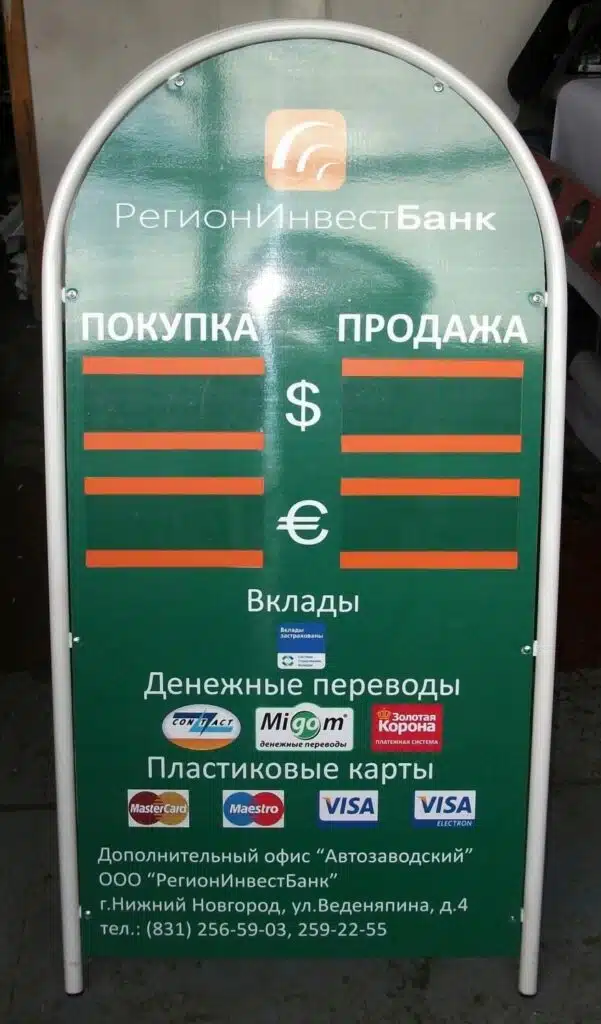 РегионИнвестБанк
ПОКУПКА ПРОДАЖА
$
€
Вклады
Вклады
застрахованы
Денежные переводы
CONTACT Migom Золотая
Корона
денежные переводы ПЛАТЕЖНАЯ СИСТЕМА
Пластиковые карты
MasterCard Maestro VISA VISA
ELECTRON
Дополнительный офис "Автозаводский"
ООО "РегионИнвестБанк"
г.Нижний Новгород, ул.Веденяпина, д.4
тел.: (831) 256-59-03, 259-22-55